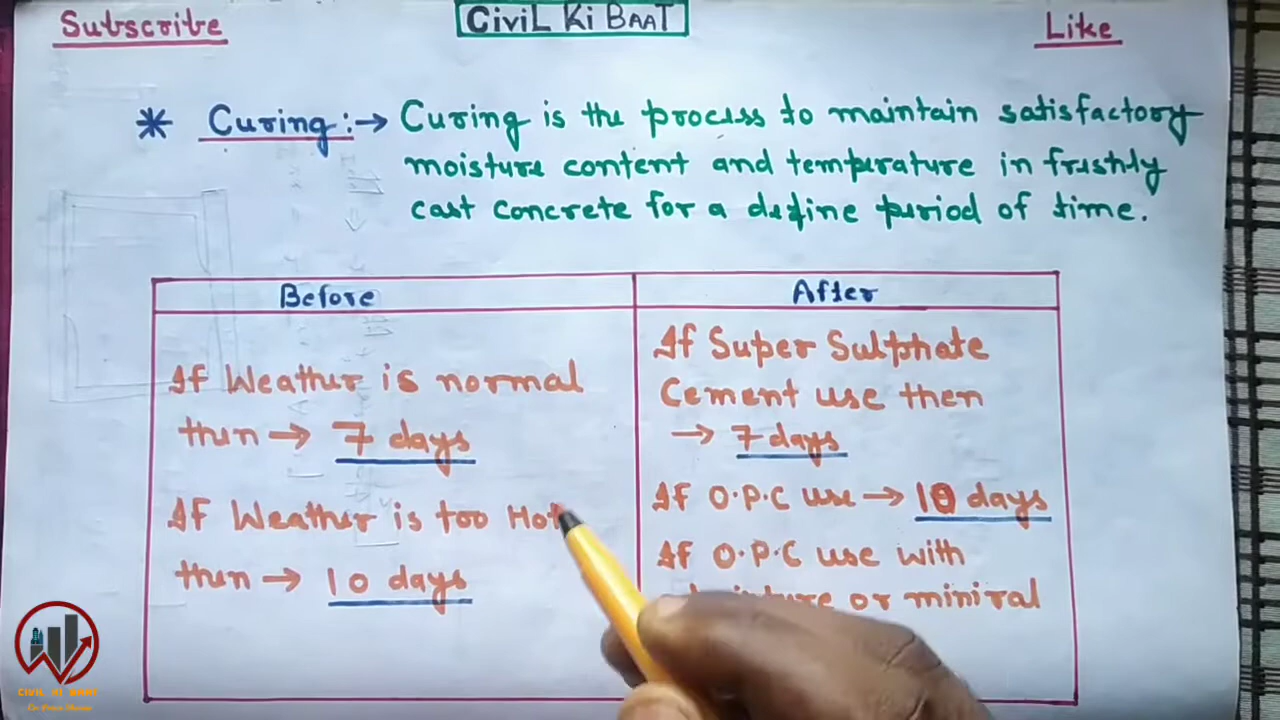 Subscribe
CiviL Ki BAAT
Like
* Curing :→ Curing is the process to maintain satisfactory
moisture content and temperature in freshly
cast concrete for a define period of time.
Before
After
If Weather is normal
then → 7 days
If Weather is too Hot
then → 10 days
If Super Sulphate
Cement use then
→ 7 days
If O.P.C use → 10 days
If O.P.C use with
or miniral
CIVIL KI BAAT